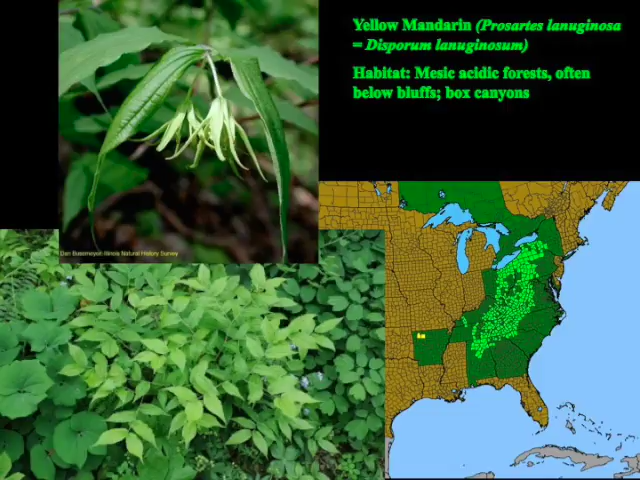 Yellow Mandarin (Prosartes lanuginosa
= Disporum lanuginosum)
Habitat: Mesic acidic forests, often
below bluffs; box canyons
Dan Busemeyer-Illinois Natural History Survey